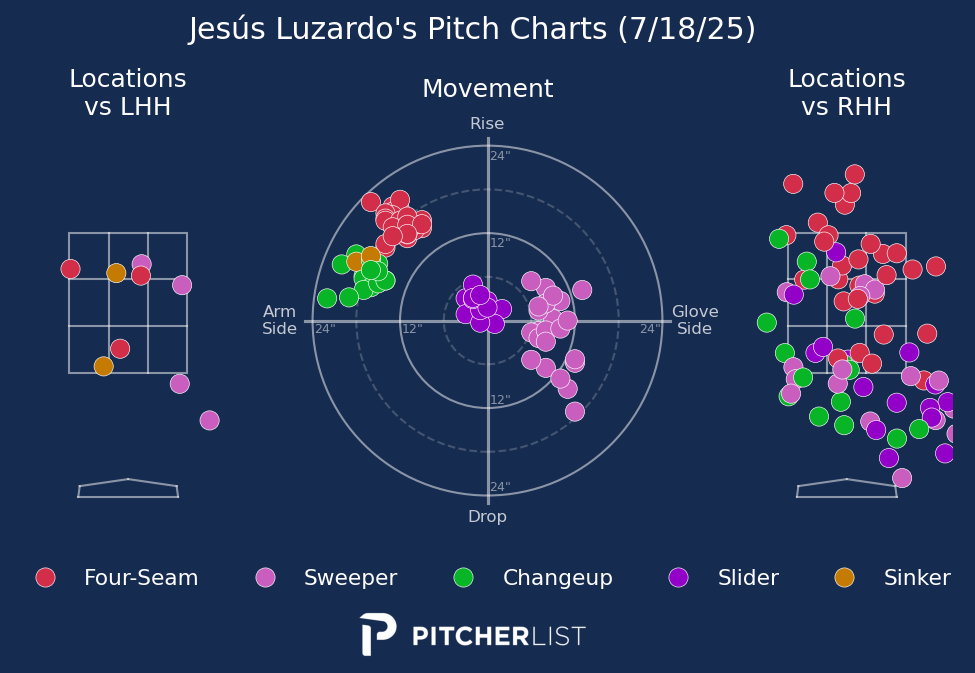 Jesús Luzardo's Pitch Charts (7/18/25)
Locations
vs LHH
Movement
Locations
vs RHH
Rise
24"
12"
Arm
Side
24"
12"
24"
Glove
Side
12"
24"
Drop
Four-Seam
Sweeper
Changeup
Slider
Sinker
PITCHERLIST